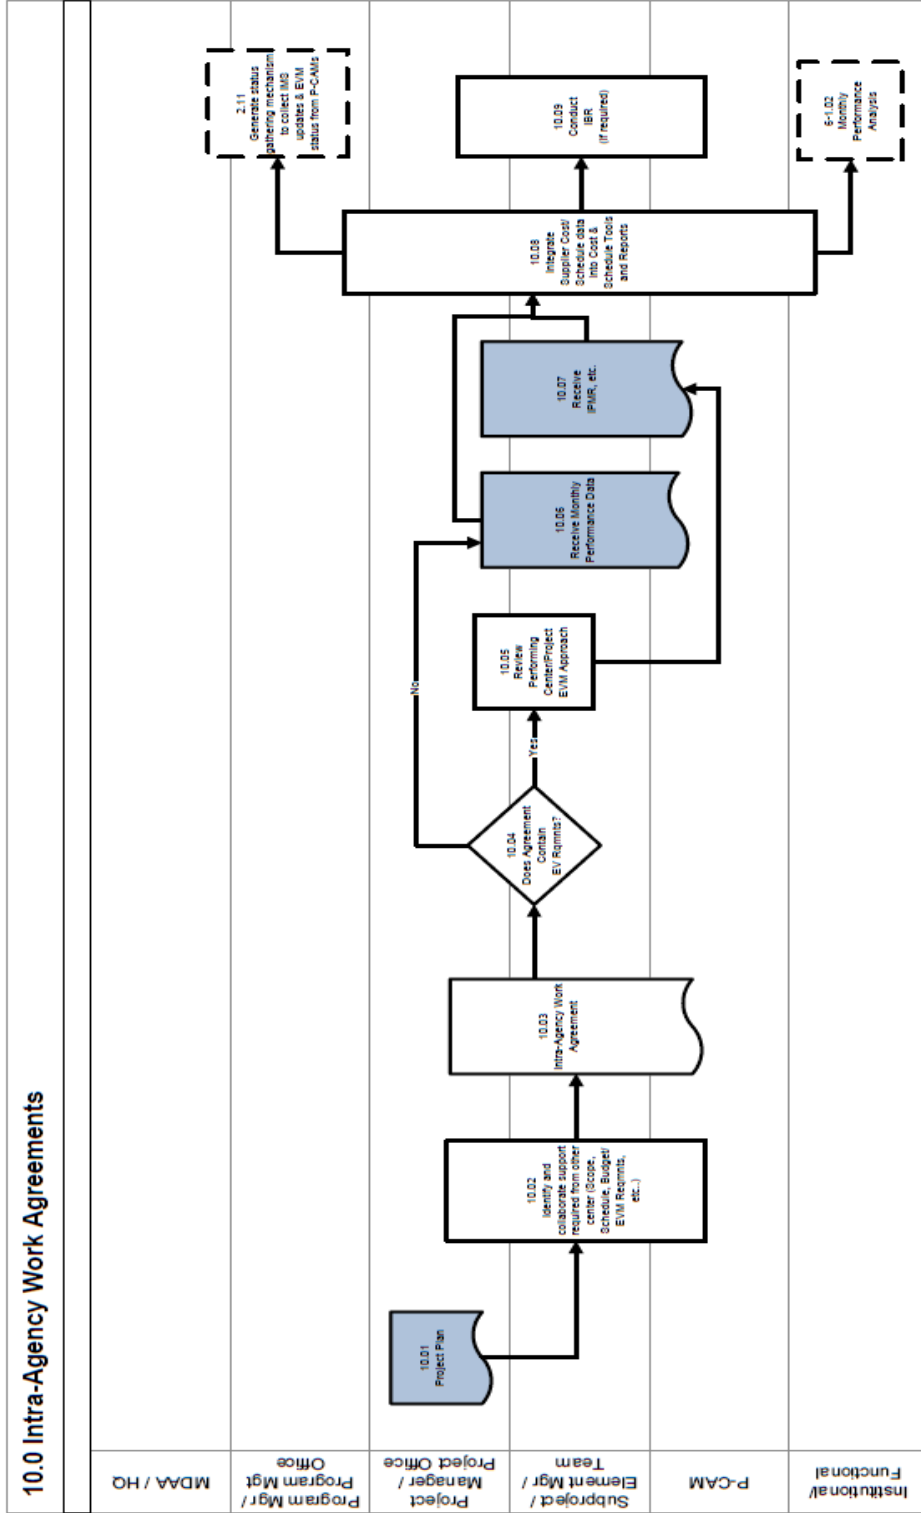 10.0 Intra-Agency Work Agreements
MDAA / HQ
Program Mgr /
Program Mgt
Office
Project
Manager /
Project Office
Subproject /
Element Mgr /
Team
P-CAM
Institutional/
Functional
10.01
Project Plan
10.02
Identify and
collaborate support
required from other
center (Scope,
Schedule, Budget/
EVM Reqmnts,
etc..)
10.03
Intra-Agency Work
Agreement
10.04
Does Agreement
Contain
EV Rqmnts?
No
Yes
10.05
Review
Performing
Center/Project
EVM Approach
10.06
Receive Monthly
Performance Data
10.07
Receive
IPMR, etc.
10.08
Integrate
Supplier Cost/
Schedule data
into Cost &
Schedule Tools
and Reports
2.11
Generate status
gathering mechanism
to collect IMS
updates & EVM
status from P-CAMs
10.09
Conduct
IBR
(if required)
6-1.02
Monthly
Performance
Analysis